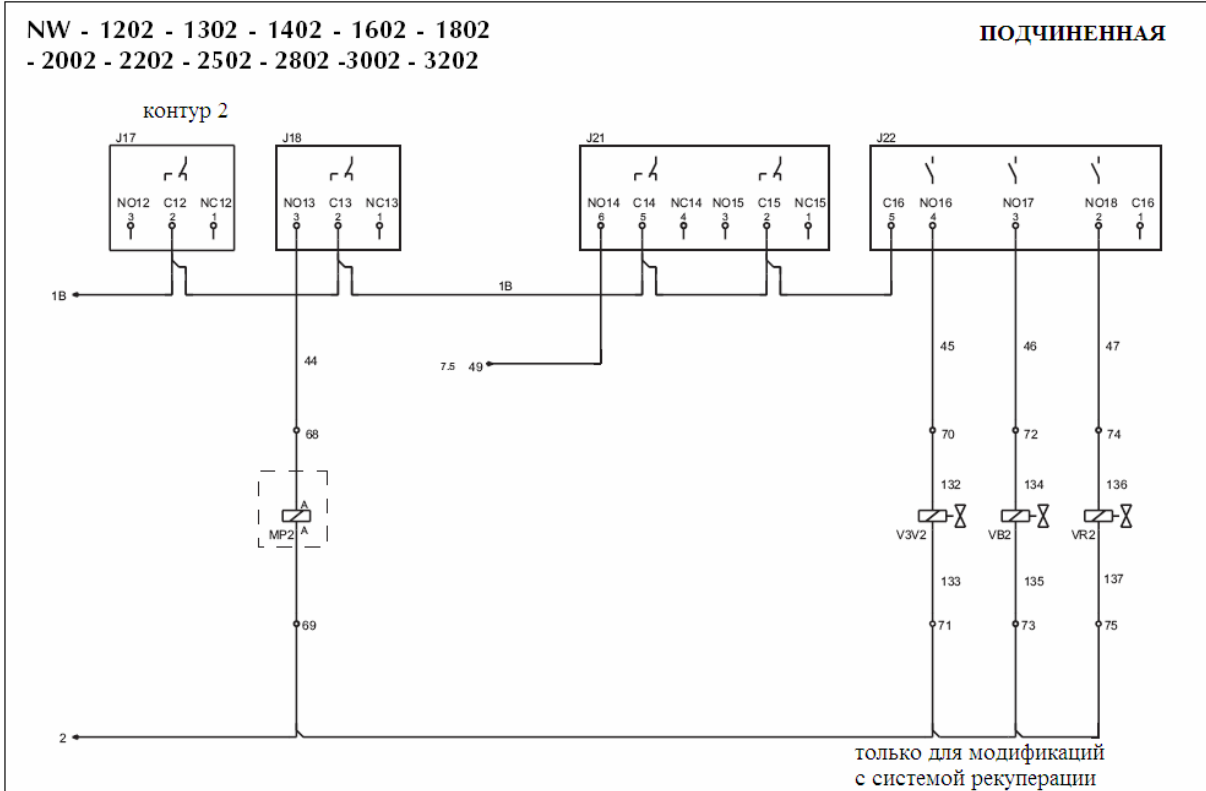 NW - 1202 - 1302 - 1402 - 1602 - 1802
- 2002 - 2202 - 2502 - 2802 -3002 - 3202
ПОДЧИНЕННАЯ
контур 2
J17 J18 J21 J22
NO12 C12 NC12 NO13 C13 NC13 NO14 C14 NC14 NO15 C15 NC15 C16 NO16 NO17 NO18 C16
3 2 1 3 2 1 6 5 4 3 2 1 5 4 3 2 1
1B 1B
44 7.5 49 45 46 47
68 70 72 74
132 134 136
A
MP2 A V3V2 VB2 VR2
133 135 137
69 71 73 75
2
только для модификаций
с системой рекуперации